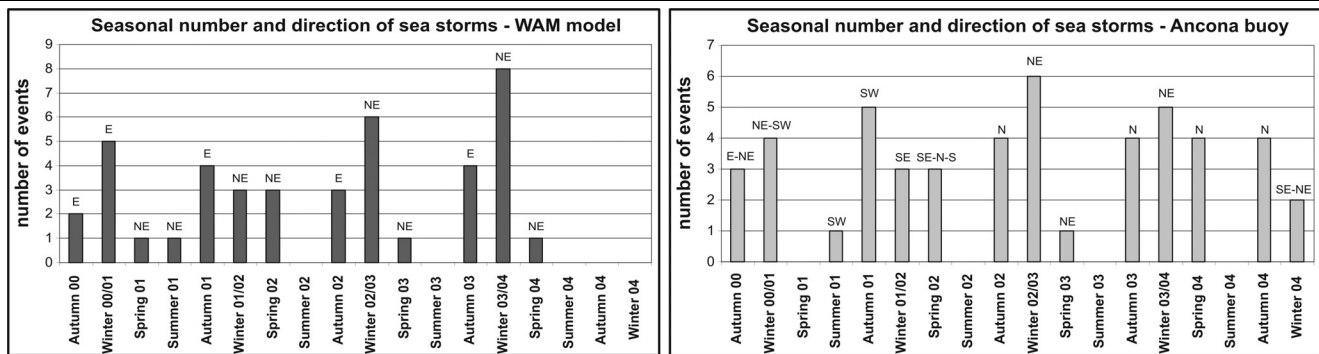 Seasonal number and direction of sea storms - WAM model
number of events
9
8
7
6
5
4
3
2
1
0
E
E
NE
NE
E
NE
NE
E
NE
NE
E
NE
NE
Autumn 00
Winter 00/01
Spring 01
Summer 01
Autumn 01
Winter 01/02
Spring 02
Summer 02
Autumn 02
Winter 02/03
Spring 03
Summer 03
Autumn 03
Winter 03/04
Spring 04
Summer 04
Autumn 04
Winter 04
Seasonal number and direction of sea storms - Ancona buoy
number of events
7
6
5
4
3
2
1
0
E-NE
NE-SW
SW
SW
SE
SE-N-S
N
NE
NE
N
NE
N
N
SE-NE
Autumn 00
Winter 00/01
Spring 01
Summer 01
Autumn 01
Winter 01/02
Spring 02
Summer 02
Autumn 02
Winter 02/03
Spring 03
Summer 03
Autumn 03
Winter 03/04
Spring 04
Summer 04
Autumn 04
Winter 04